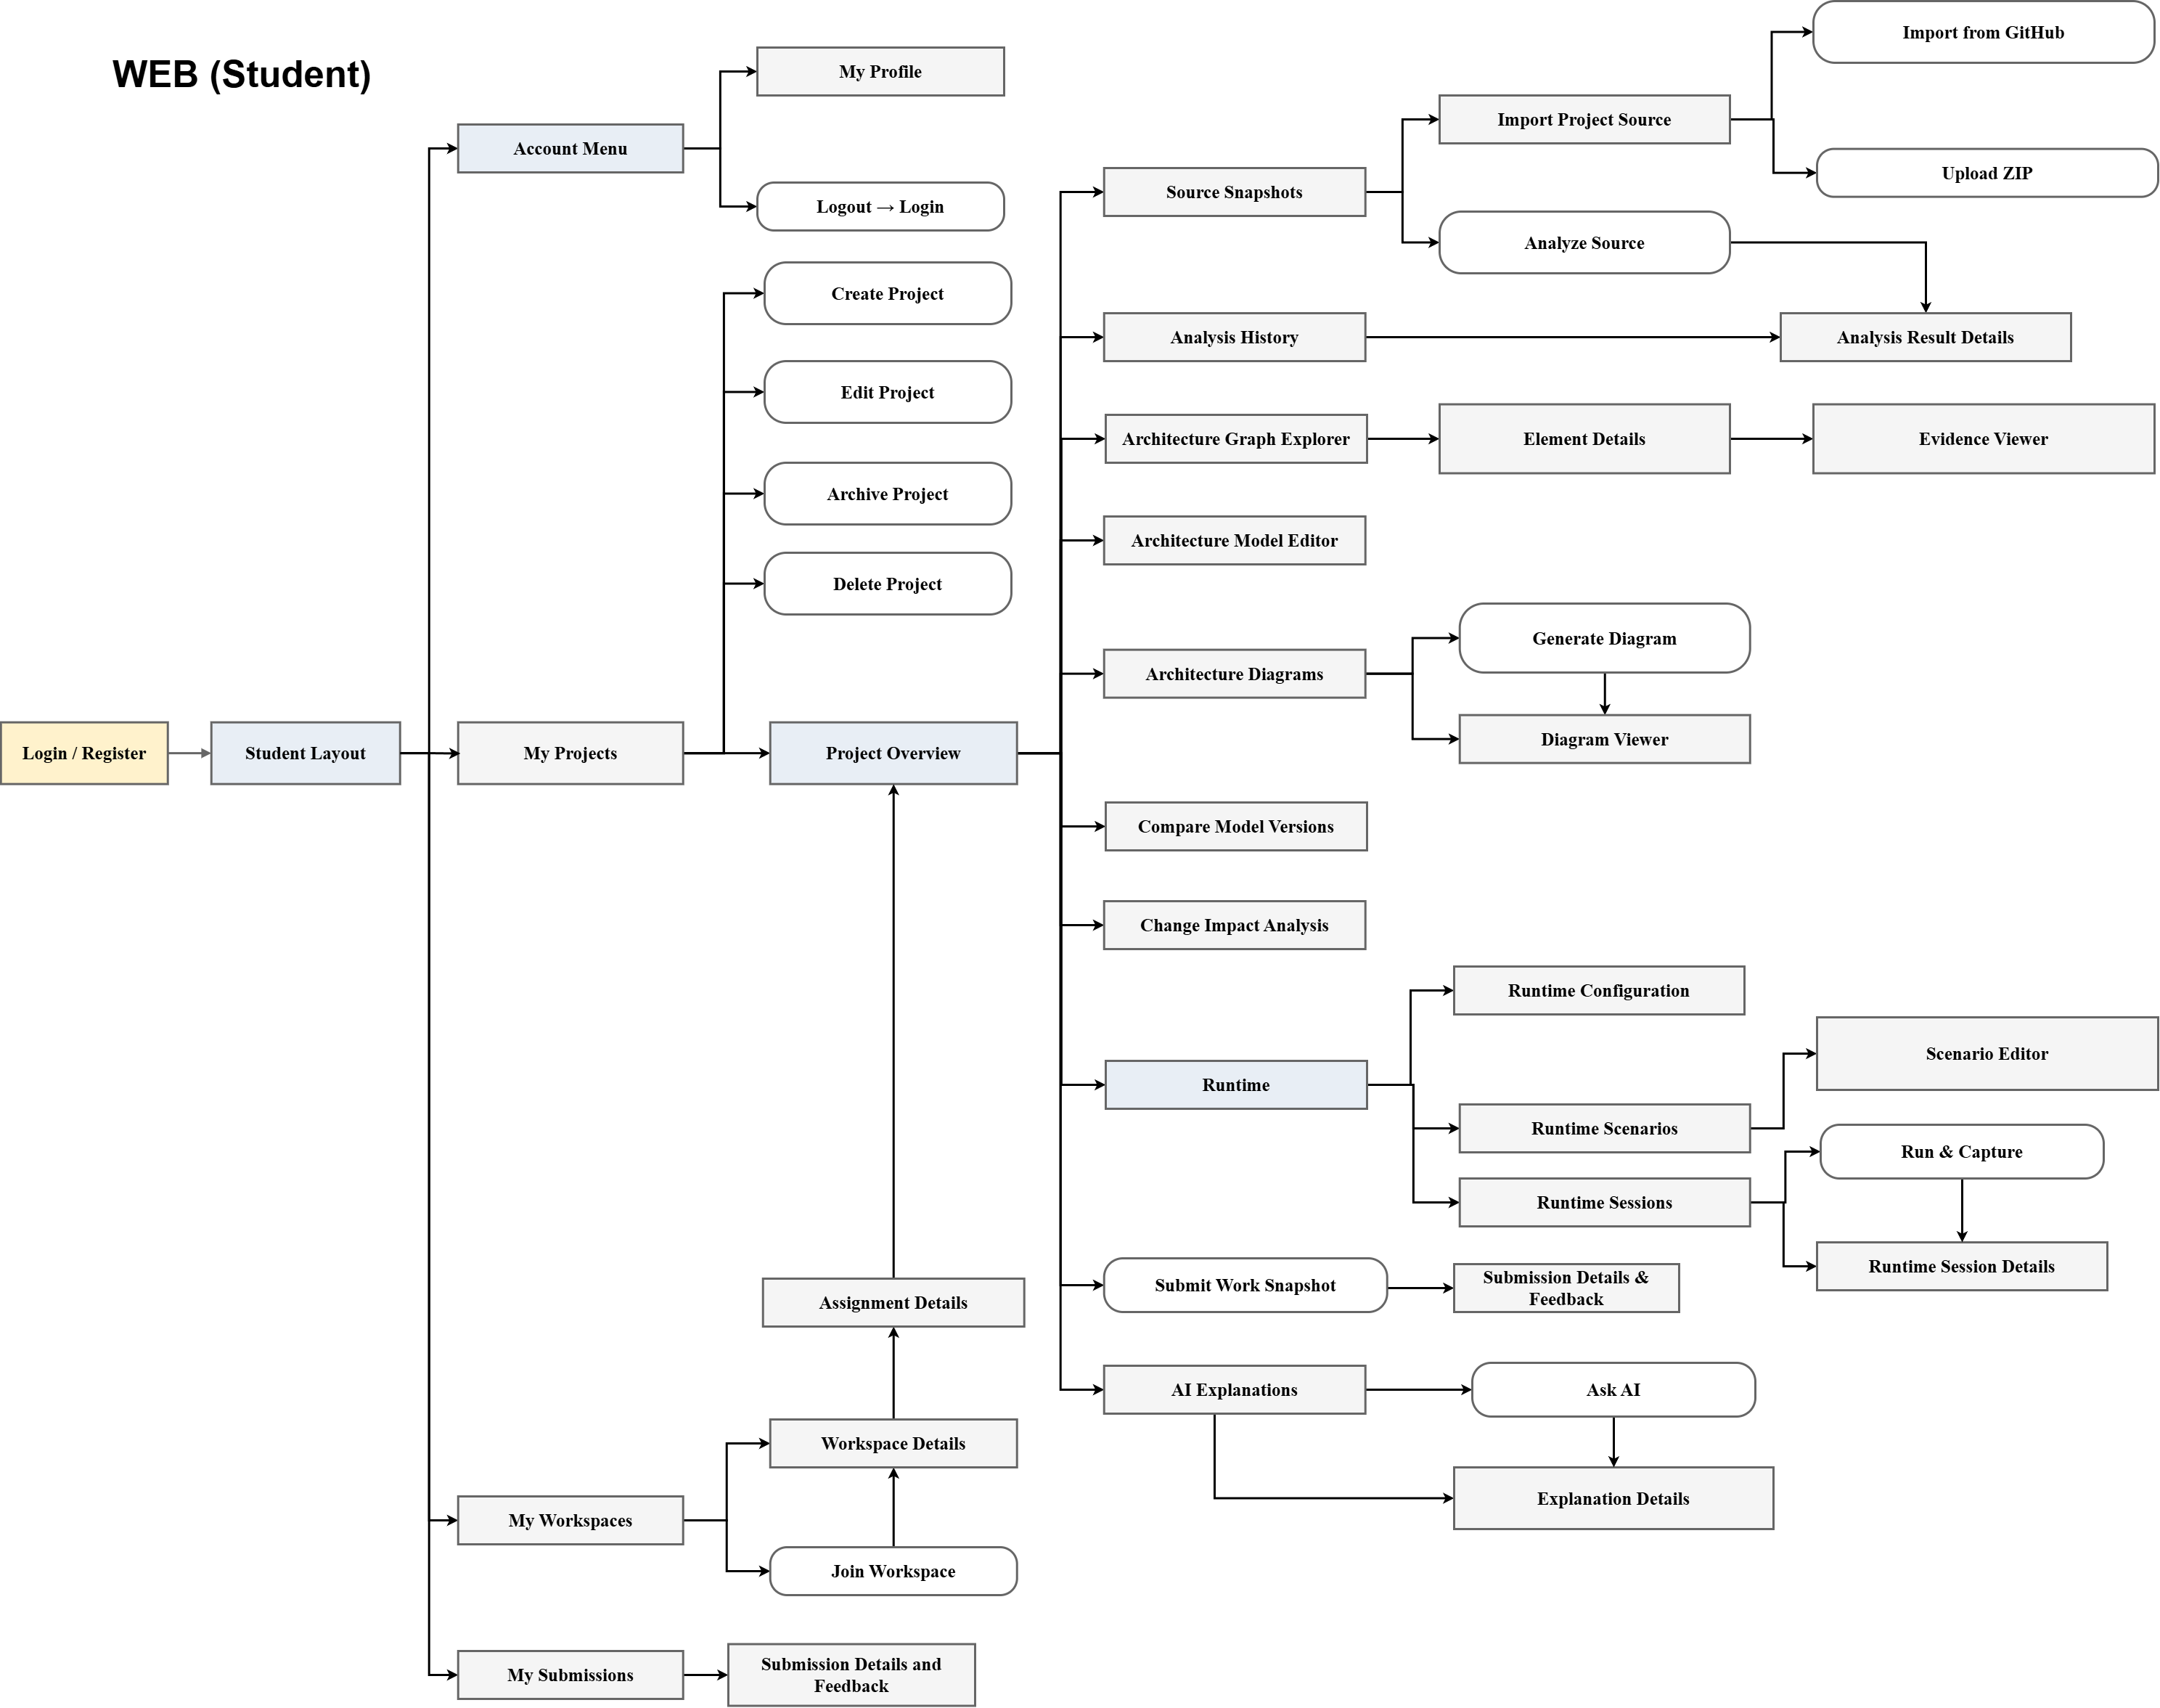 WEB (Student)
Import from GitHub
My Profile
Import Project Source
Account Menu
Upload ZIP
Source Snapshots
Logout → Login
Analyze Source
Create Project
Analysis History
Analysis Result Details
Edit Project
Architecture Graph Explorer
Element Details
Evidence Viewer
Archive Project
Architecture Model Editor
Delete Project
Generate Diagram
Architecture Diagrams
Diagram Viewer
Login / Register
Student Layout
My Projects
Project Overview
Compare Model Versions
Change Impact Analysis
Runtime Configuration
Scenario Editor
Runtime
Runtime Scenarios
Run & Capture
Runtime Sessions
Runtime Session Details
Submit Work Snapshot
Submission Details &
Feedback
Assignment Details
AI Explanations
Ask AI
Workspace Details
Explanation Details
My Workspaces
Join Workspace
My Submissions
Submission Details and
Feedback